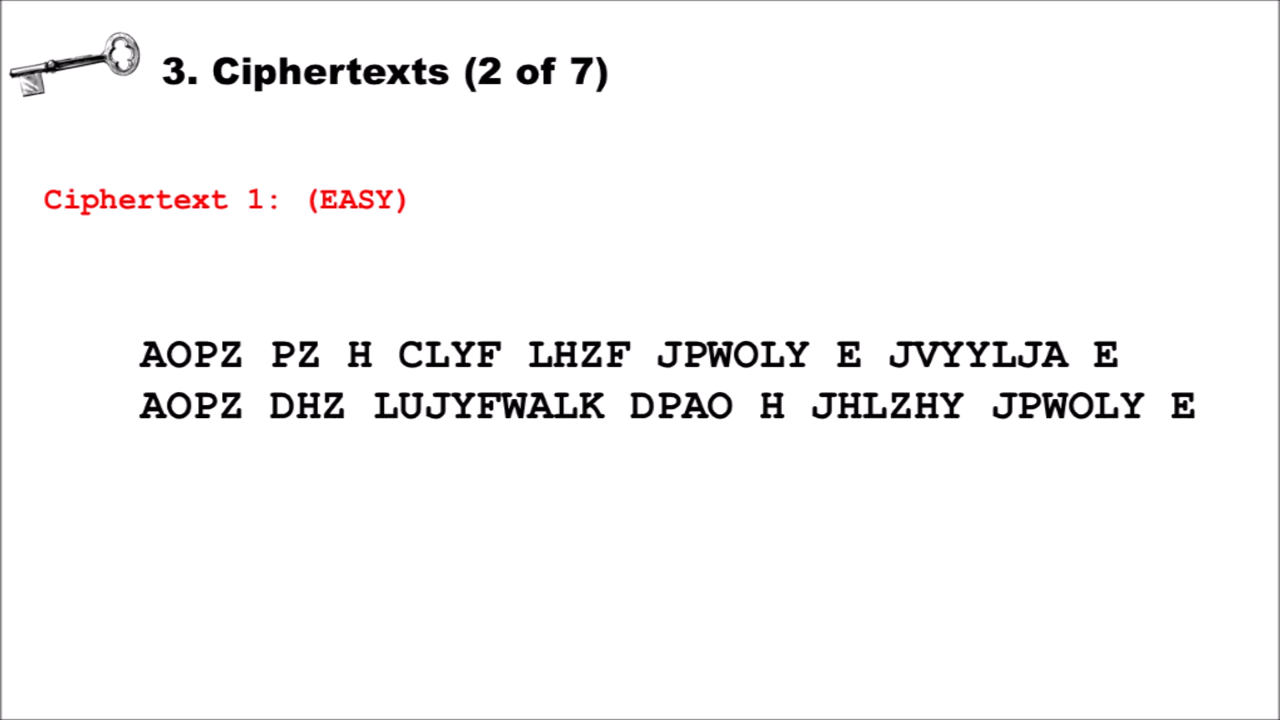 3. Ciphertexts (2 of 7)
Ciphertext 1: (EASY)
AOPZ PZ H CLYF LHZF JPWOLY E JVYYLJA E
AOPZ DHZ LUJYFWALK DPAO H JHLZHY JPWOLY E